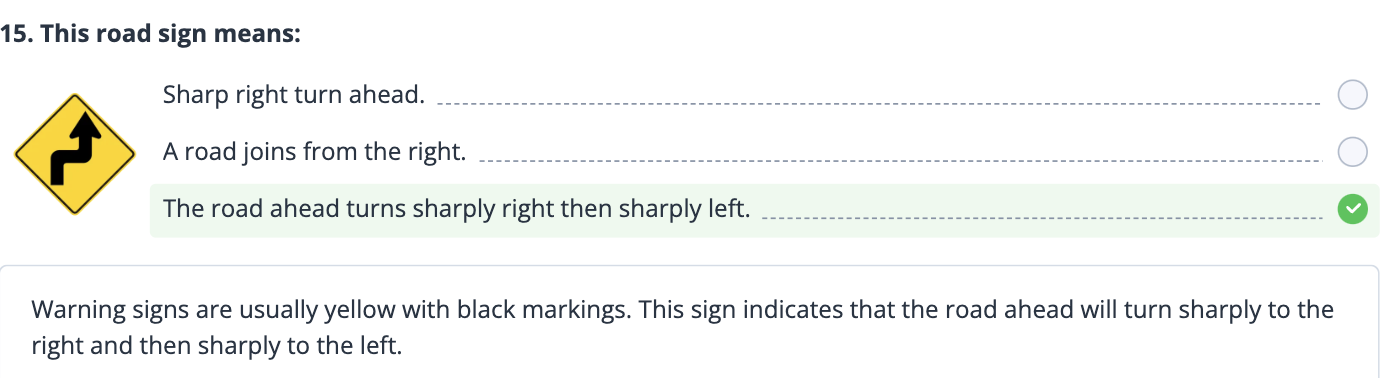 15. This road sign means:
Sharp right turn ahead.
A road joins from the right.
The road ahead turns sharply right then sharply left.
Warning signs are usually yellow with black markings. This sign indicates that the road ahead will turn sharply to the
right and then sharply to the left.